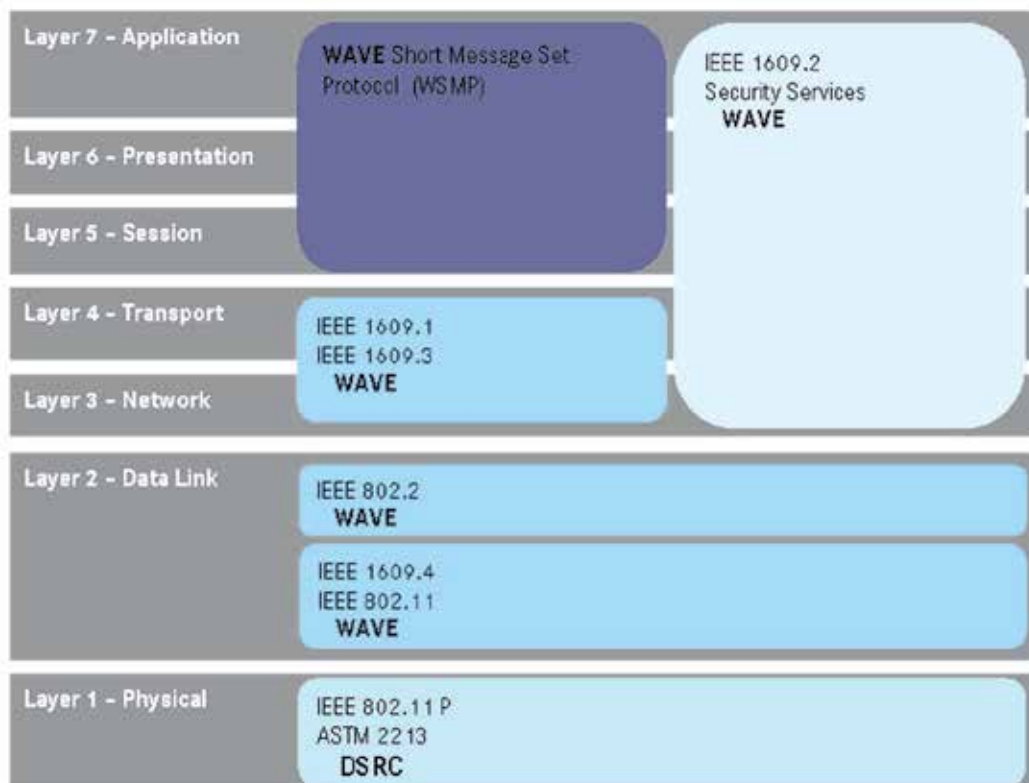 Layer 7 - Application
WAVE Short Message Set
Protocol (WSMP)
IEEE 1609.2
Security Services
WAVE
Layer 6 - Presentation
Layer 5 - Session
Layer 4 - Transport
IEEE 1609.1
IEEE 1609.3
WAVE
Layer 3 - Network
Layer 2 - Data Link
IEEE 802.2
WAVE
IEEE 1609.4
IEEE 802.11
WAVE
Layer 1 - Physical
IEEE 802.11 P
ASTM 2213
DSRC